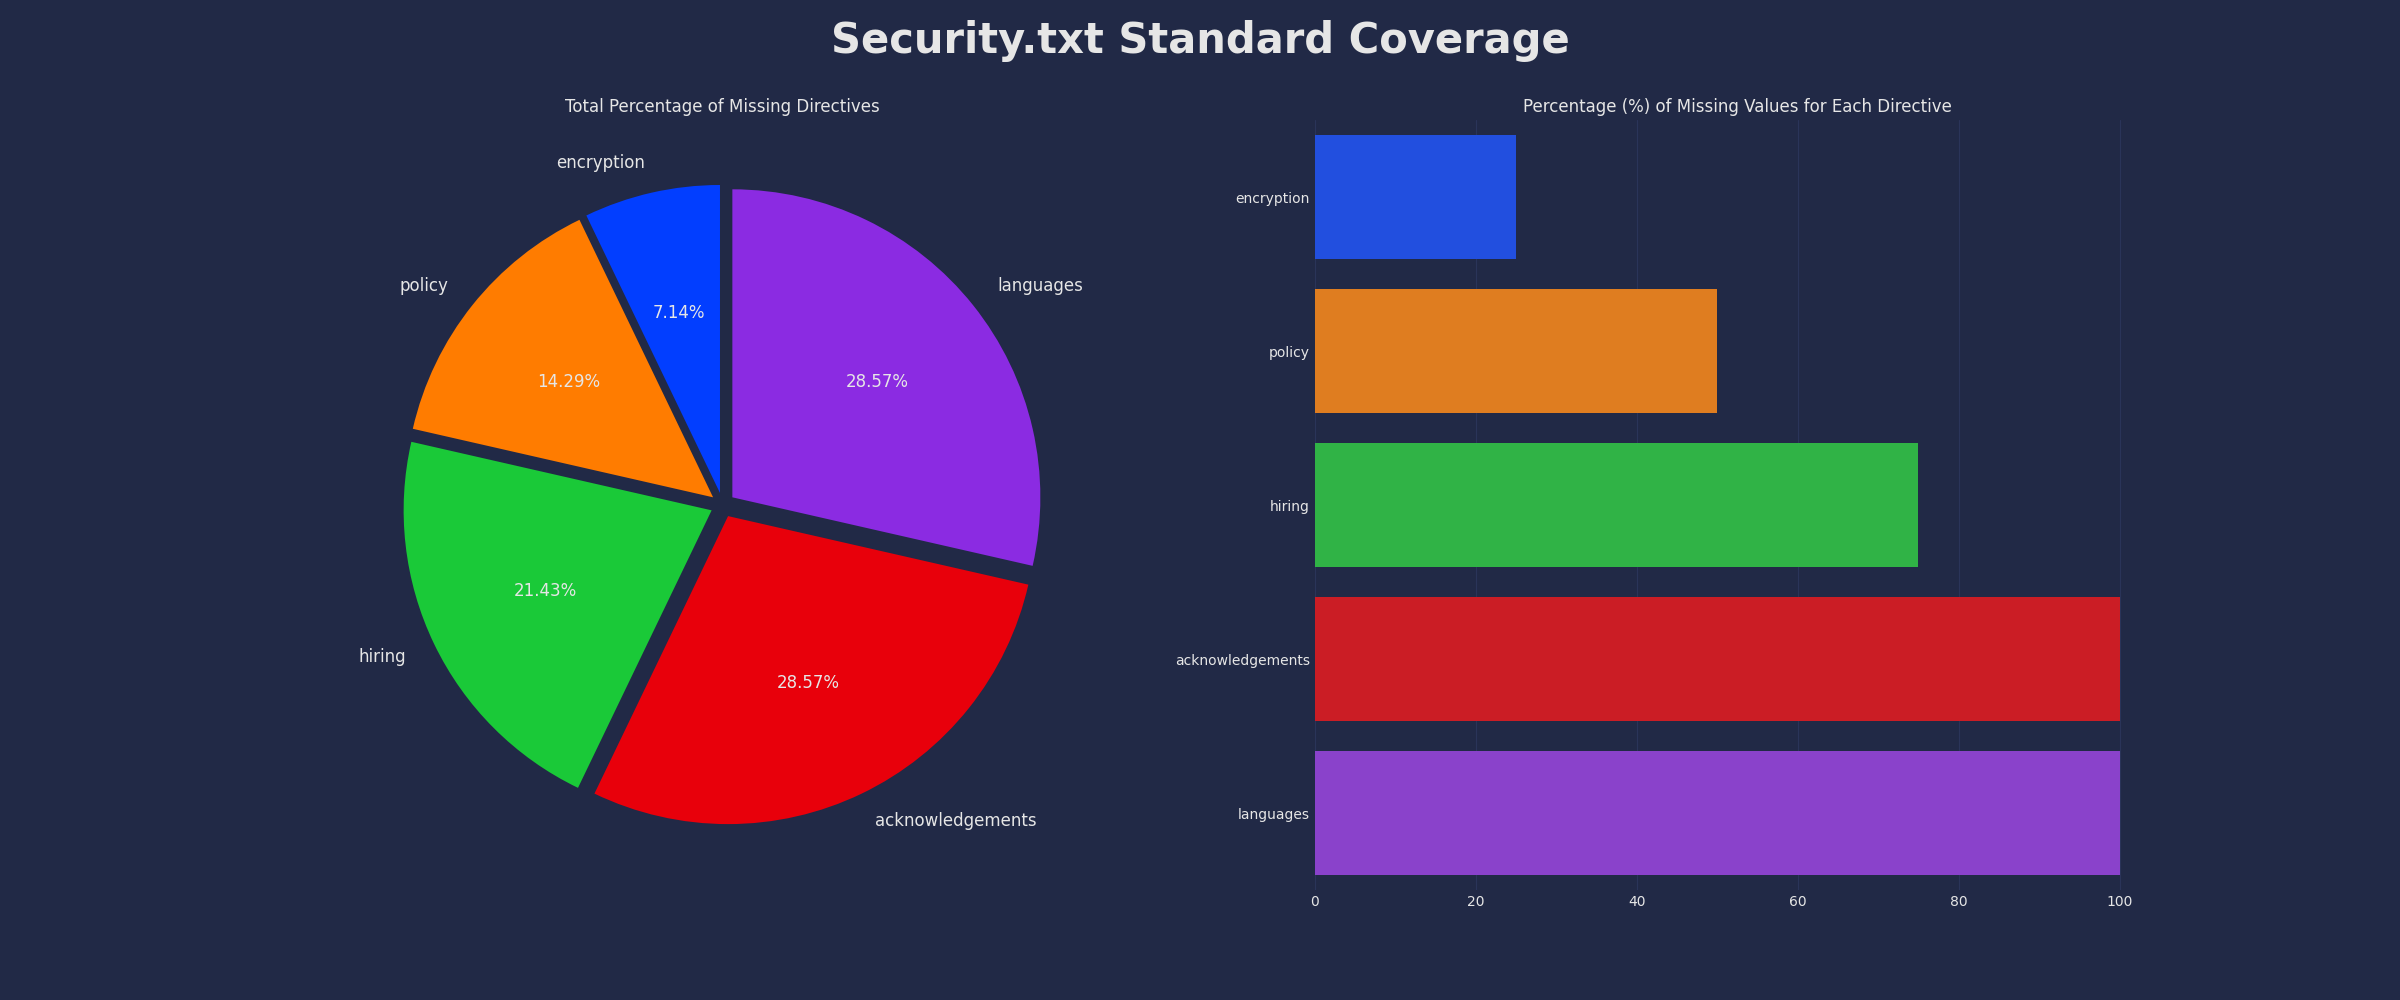 Security.txt Standard Coverage
Total Percentage of Missing Directives
encryption
policy
languages
7.14%
14.29%
28.57%
21.43%
hiring
28.57%
acknowledgements
Percentage (%) of Missing Values for Each Directive
encryption
policy
hiring
acknowledgements
languages
0 20 40 60 80 100